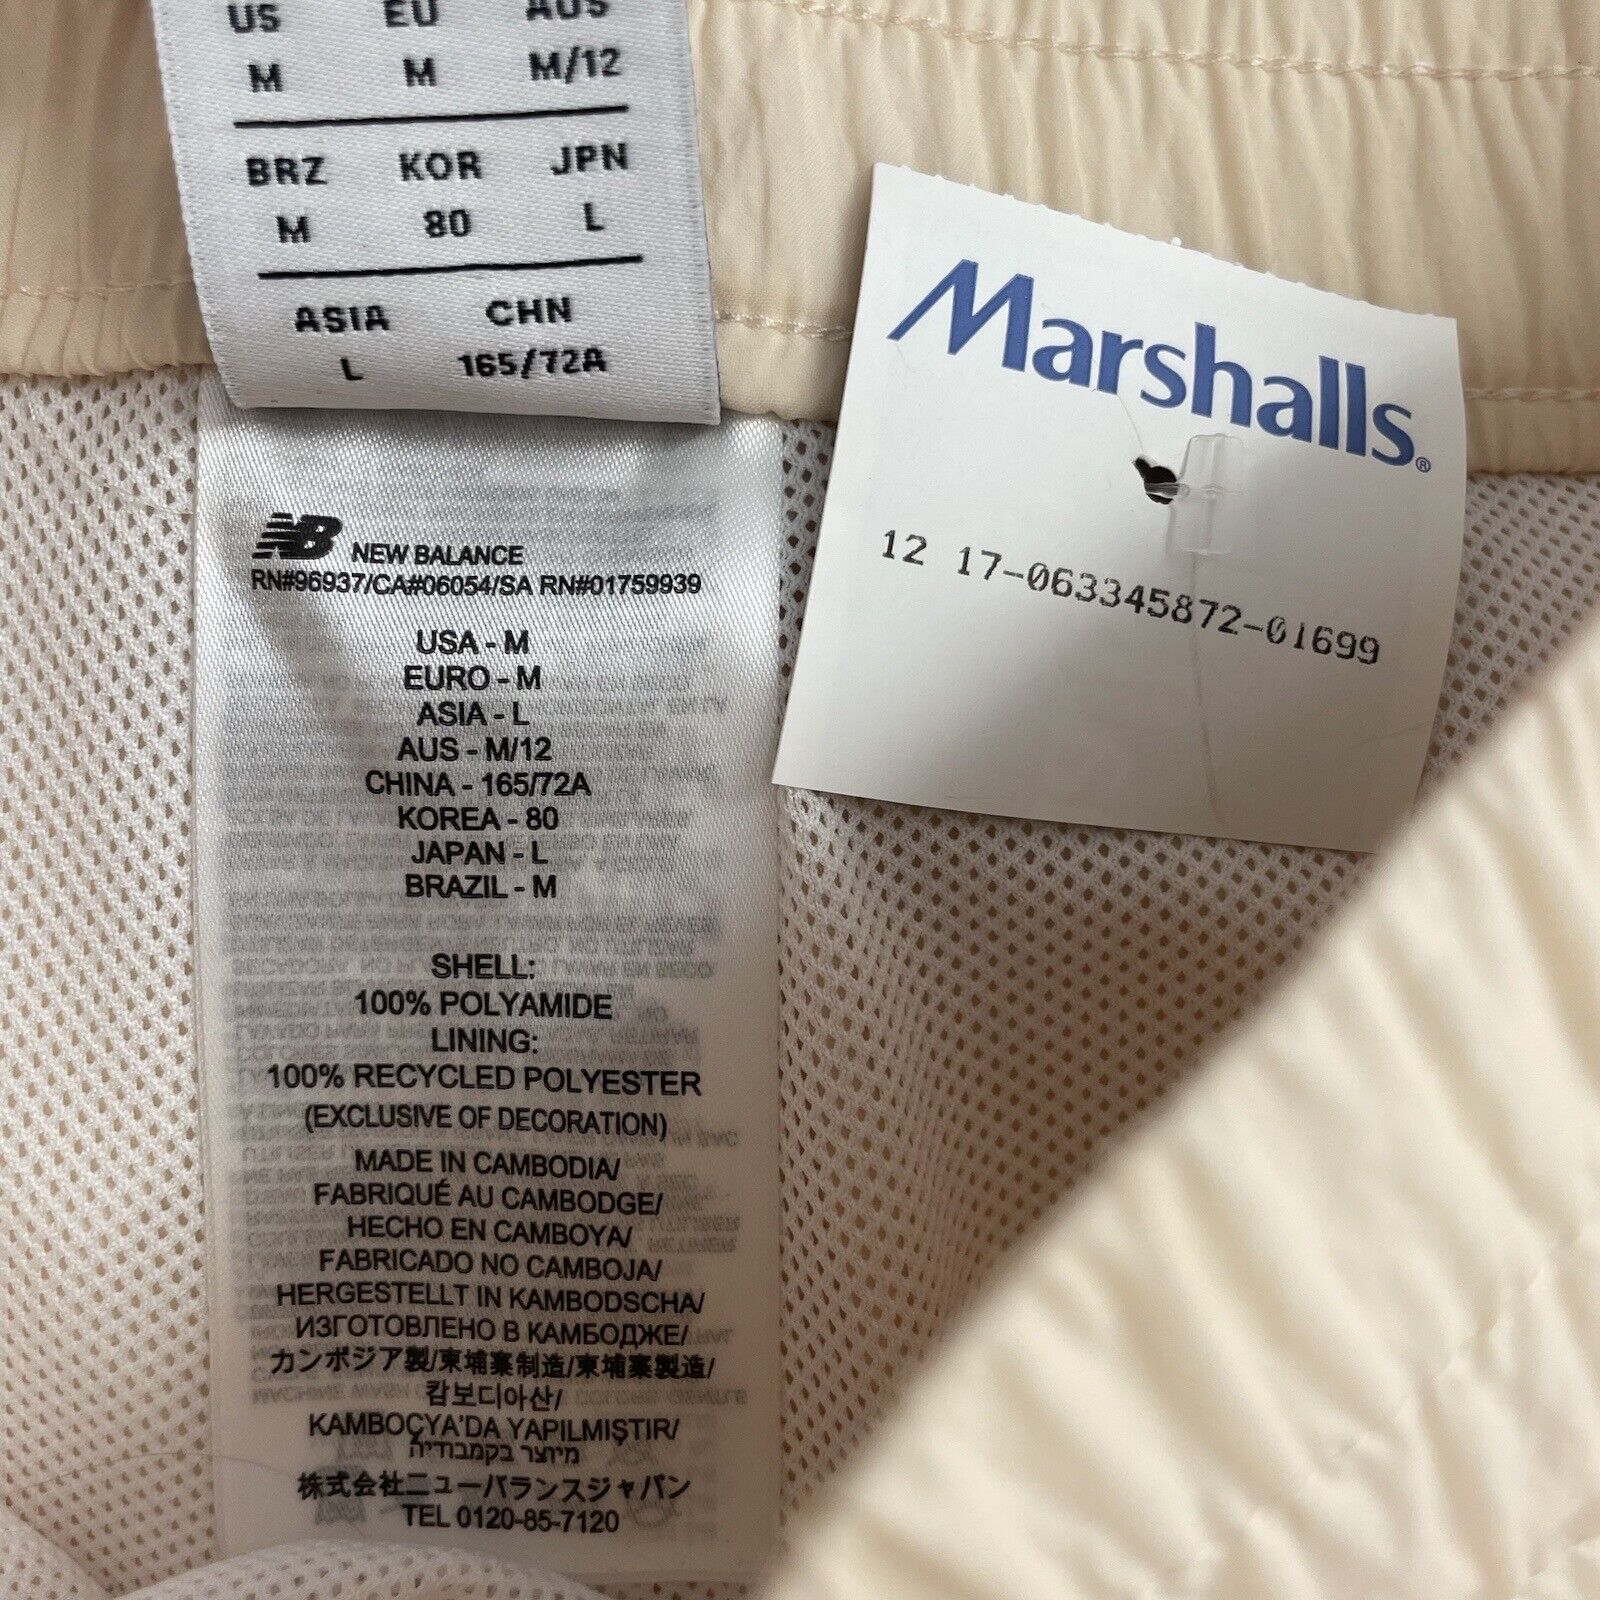 US EU AUS
M M M/12
BRZ KOR JPN
M 80 L
ASIA CHN
L 165/72A
Marshalls®
12 17-063345872-01699
NB NEW BALANCE
RN#96937/CA#06054/SA RN#01759939
USA - M
EURO - M
ASIA - L
AUS - M/12
CHINA - 165/72A
KOREA - 80
JAPAN - L
BRAZIL - M
SHELL:
100% POLYAMIDE
LINING:
100% RECYCLED POLYESTER
(EXCLUSIVE OF DECORATION)
MADE IN CAMBODIA/
FABRIQUÉ AU CAMBODGE/
HECHO EN CAMBOYA/
FABRICADO NO CAMBOJA/
HERGESTELLT IN KAMBODSCHA/
ИЗГОТОВЛЕНО В КАМБОДЖЕ/
カンボジア製/柬埔寨制造/柬埔寨製造/
캄보디아산/
KAMBOÇYA'DA YAPILMIŞTIR/
מיוצר בקמבודיה
株式会社ニューバランスジャパン
TEL 0120-85-7120